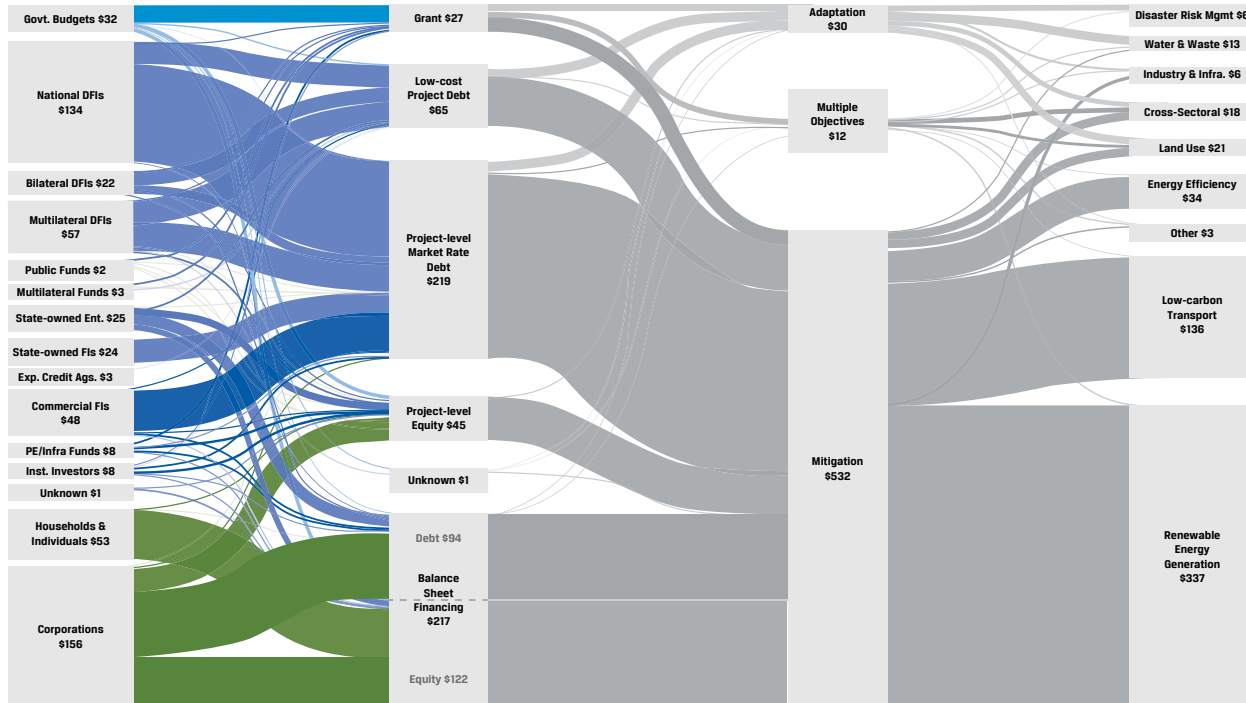 Govt. Budgets $32
National DFIs
$134
Bilateral DFIs $22
Multilateral DFIs
$57
Public Funds $2
Multilateral Funds $3
State-owned Ent. $25
State-owned FIs $24
Exp. Credit Ags. $3
Commercial FIs
$48
PE/Infra Funds $8
Inst. Investors $8
Unknown $1
Households &
Individuals $53
Corporations
$156
Grant $27
Low-cost
Project Debt
$65
Project-level
Market Rate
Debt
$219
Project-level
Equity $45
Unknown $1
Debt $94
Balance
Sheet
Financing
$217
Equity $122
Adaptation
$30
Multiple
Objectives
$12
Mitigation
$532
Disaster Risk Mgmt $6
Water & Waste $13
Industry & Infra. $6
Cross-Sectoral $18
Land Use $21
Energy Efficiency
$34
Other $3
Low-carbon
Transport
$136
Renewable
Energy
Generation
$337